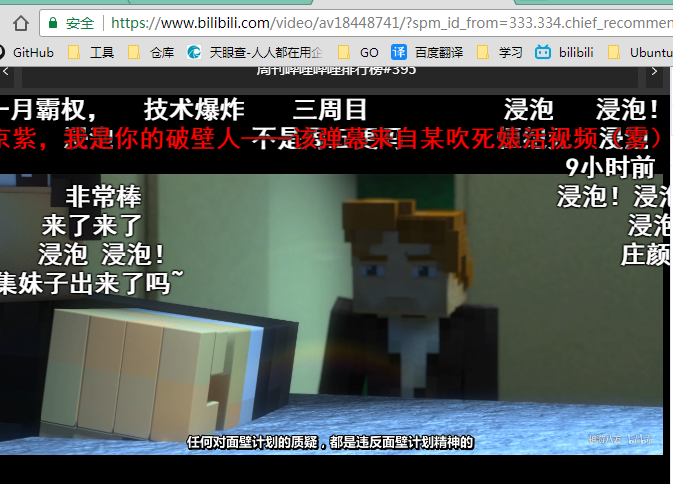 安全 https://www.bilibili.com/video/av18448741/?spm_id_from=333.334.chief_recommen
GitHub 工具 仓库 天眼查-人人都在用企 GO 译 百度翻译 学习 bilibili Ubuntu
周刊哔哩哔哩排行榜#395
一月霸权， 技术爆炸 三周目 浸泡 浸泡！
京紫，我是你的破壁人——该弹幕来自某吹死婊活视频（雾）
9小时前
非常棒 浸泡！浸泡
来了来了 浸泡
浸泡 浸泡！ 庄颜
集妹子出来了吗~
任何对面壁计划的质疑，都是违反面壁计划精神的